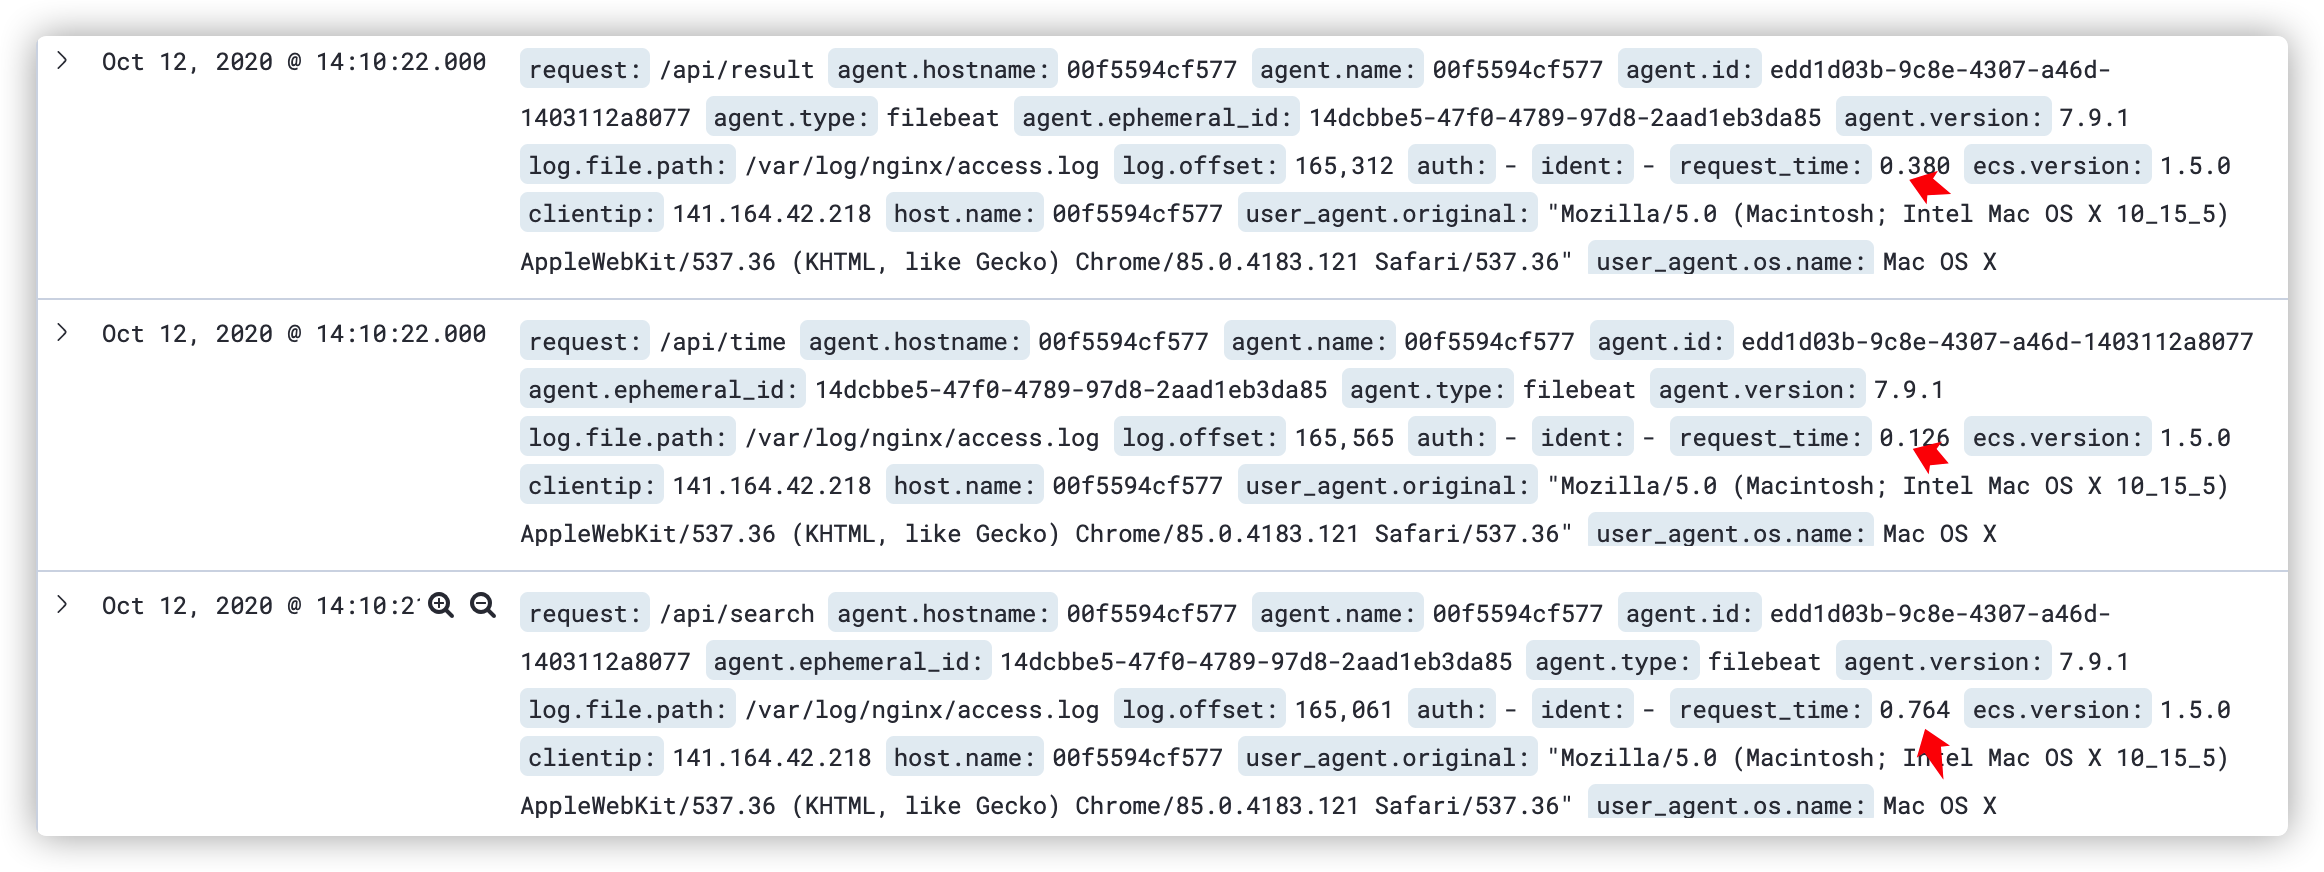 Oct 12, 2020 @ 14:10:22.000
request: /api/result agent.hostname: 00f5594cf577 agent.name: 00f5594cf577 agent.id: edd1d03b-9c8e-4307-a46d-
1403112a8077 agent.type: filebeat agent.ephemeral_id: 14dcbbe5-47f0-4789-97d8-2aad1eb3da85 agent.version: 7.9.1
log.file.path: /var/log/nginx/access.log log.offset: 165,312 auth: - ident: - request_time: 0.380 ecs.version: 1.5.0
clientip: 141.164.42.218 host.name: 00f5594cf577 user_agent.original: "Mozilla/5.0 (Macintosh; Intel Mac OS X 10_15_5)
AppleWebKit/537.36 (KHTML, like Gecko) Chrome/85.0.4183.121 Safari/537.36" user_agent.os.name: Mac OS X
Oct 12, 2020 @ 14:10:22.000
request: /api/time agent.hostname: 00f5594cf577 agent.name: 00f5594cf577 agent.id: edd1d03b-9c8e-4307-a46d-1403112a8077
agent.ephemeral_id: 14dcbbe5-47f0-4789-97d8-2aad1eb3da85 agent.type: filebeat agent.version: 7.9.1
log.file.path: /var/log/nginx/access.log log.offset: 165,565 auth: - ident: - request_time: 0.126 ecs.version: 1.5.0
clientip: 141.164.42.218 host.name: 00f5594cf577 user_agent.original: "Mozilla/5.0 (Macintosh; Intel Mac OS X 10_15_5)
AppleWebKit/537.36 (KHTML, like Gecko) Chrome/85.0.4183.121 Safari/537.36" user_agent.os.name: Mac OS X
Oct 12, 2020 @ 14:10:2
request: /api/search agent.hostname: 00f5594cf577 agent.name: 00f5594cf577 agent.id: edd1d03b-9c8e-4307-a46d-
1403112a8077 agent.ephemeral_id: 14dcbbe5-47f0-4789-97d8-2aad1eb3da85 agent.type: filebeat agent.version: 7.9.1
log.file.path: /var/log/nginx/access.log log.offset: 165,061 auth: - ident: - request_time: 0.764 ecs.version: 1.5.0
clientip: 141.164.42.218 host.name: 00f5594cf577 user_agent.original: "Mozilla/5.0 (Macintosh; Intel Mac OS X 10_15_5)
AppleWebKit/537.36 (KHTML, like Gecko) Chrome/85.0.4183.121 Safari/537.36" user_agent.os.name: Mac OS X